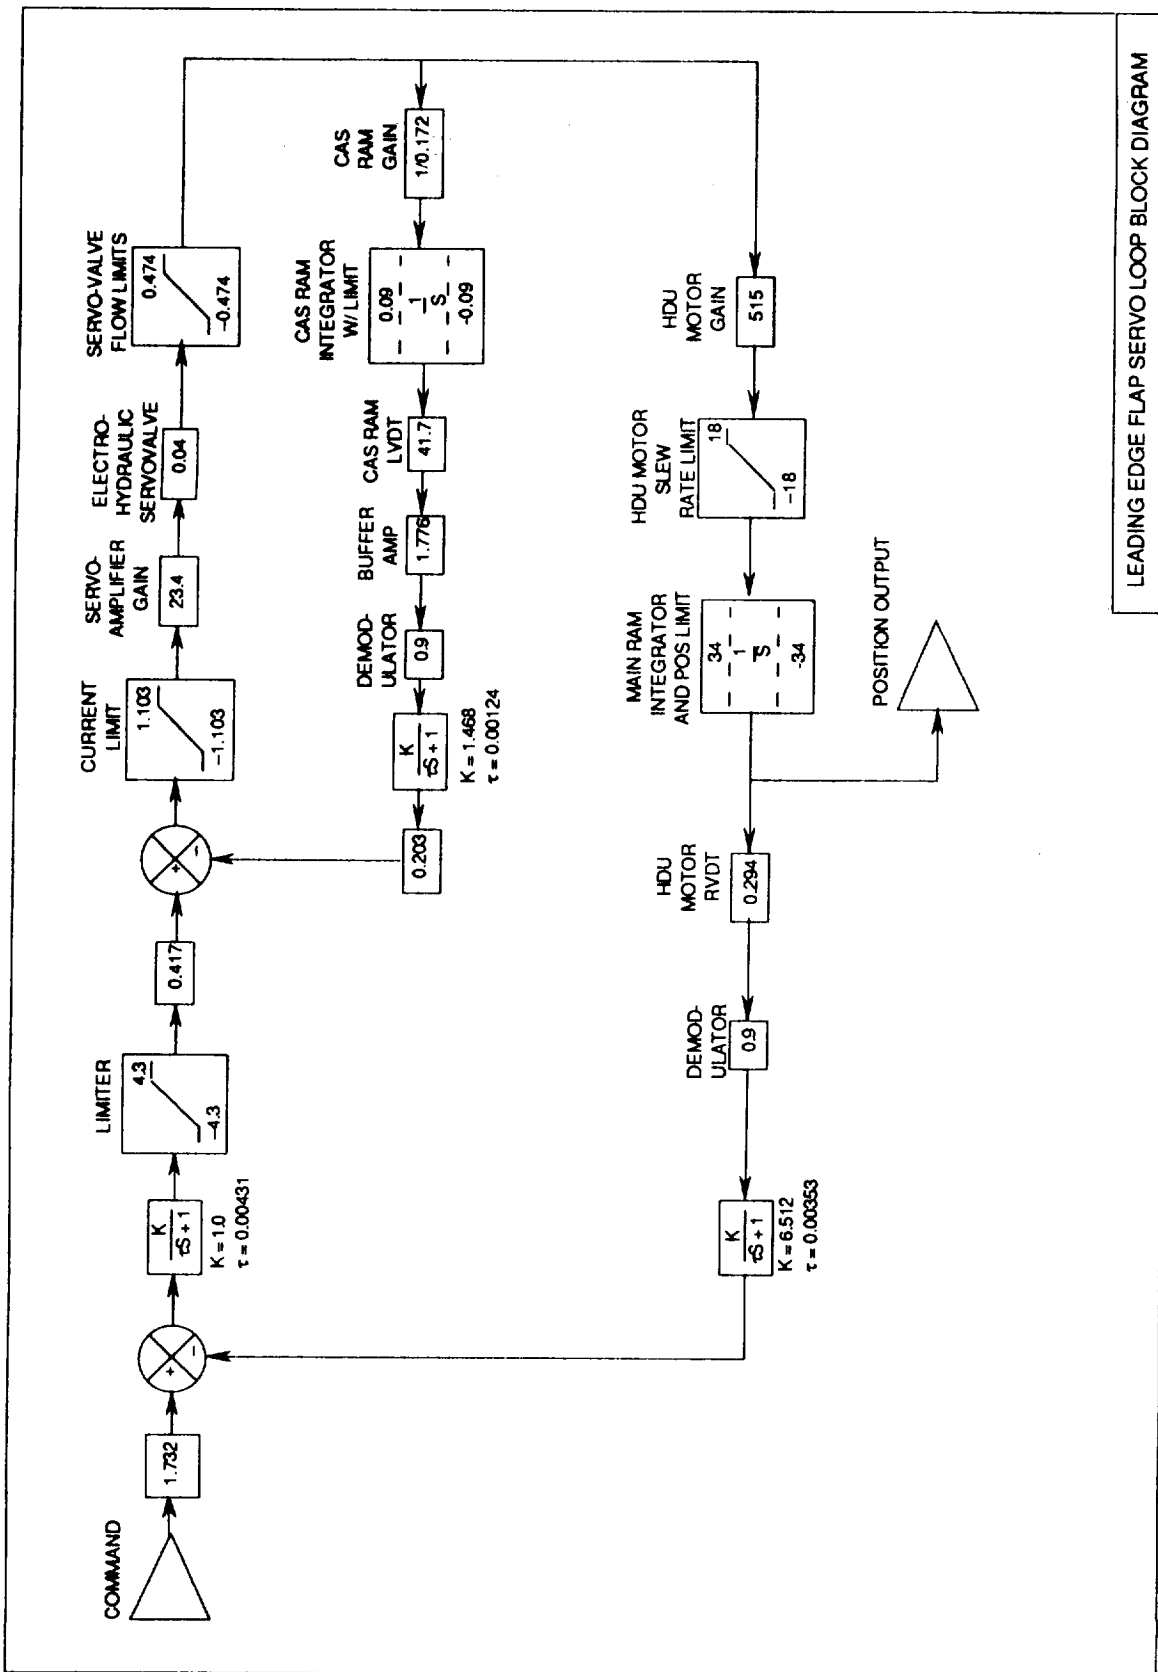 COMMAND
1.732
+
–
K
τS + 1
K = 1.0
τ = 0.00431
LIMITER
4.3
–4.3
0.417
+
–
CURRENT
LIMIT
1.103
–1.103
SERVO-
AMPLIFIER
GAIN
23.4
ELECTRO-
HYDRAULIC
SERVOVALVE
0.04
SERVO-VALVE
FLOW LIMITS
0.474
–0.474
CAS
RAM
GAIN
1/0.172
CAS RAM
INTEGRATOR
W/ LIMIT
0.09
1
S
-0.09
CAS RAM
LVDT
41.7
BUFFER
AMP
1.776
DEMOD-
ULATOR
0.9
K
τS + 1
K = 1.468
τ = 0.00124
0.203
HDU
MOTOR
GAIN
515
HDU MOTOR
SLEW
RATE LIMIT
18
–18
MAIN RAM
INTEGRATOR
AND POS LIMIT
34
1
S
-34
POSITION OUTPUT
HDU
MOTOR
RVDT
0.294
DEMOD-
ULATOR
0.9
K
τS + 1
K = 6.512
τ = 0.00353
LEADING EDGE FLAP SERVO LOOP BLOCK DIAGRAM